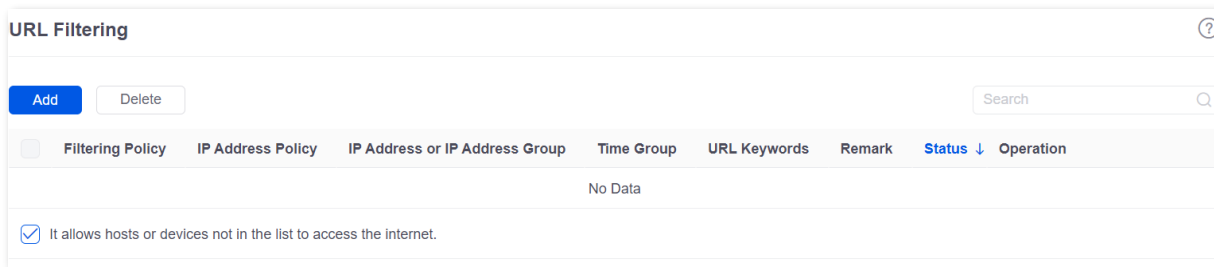 URL Filtering
?
Add Delete Search
Filtering Policy IP Address Policy IP Address or IP Address Group Time Group URL Keywords Remark Status ↓ Operation
No Data
It allows hosts or devices not in the list to access the internet.